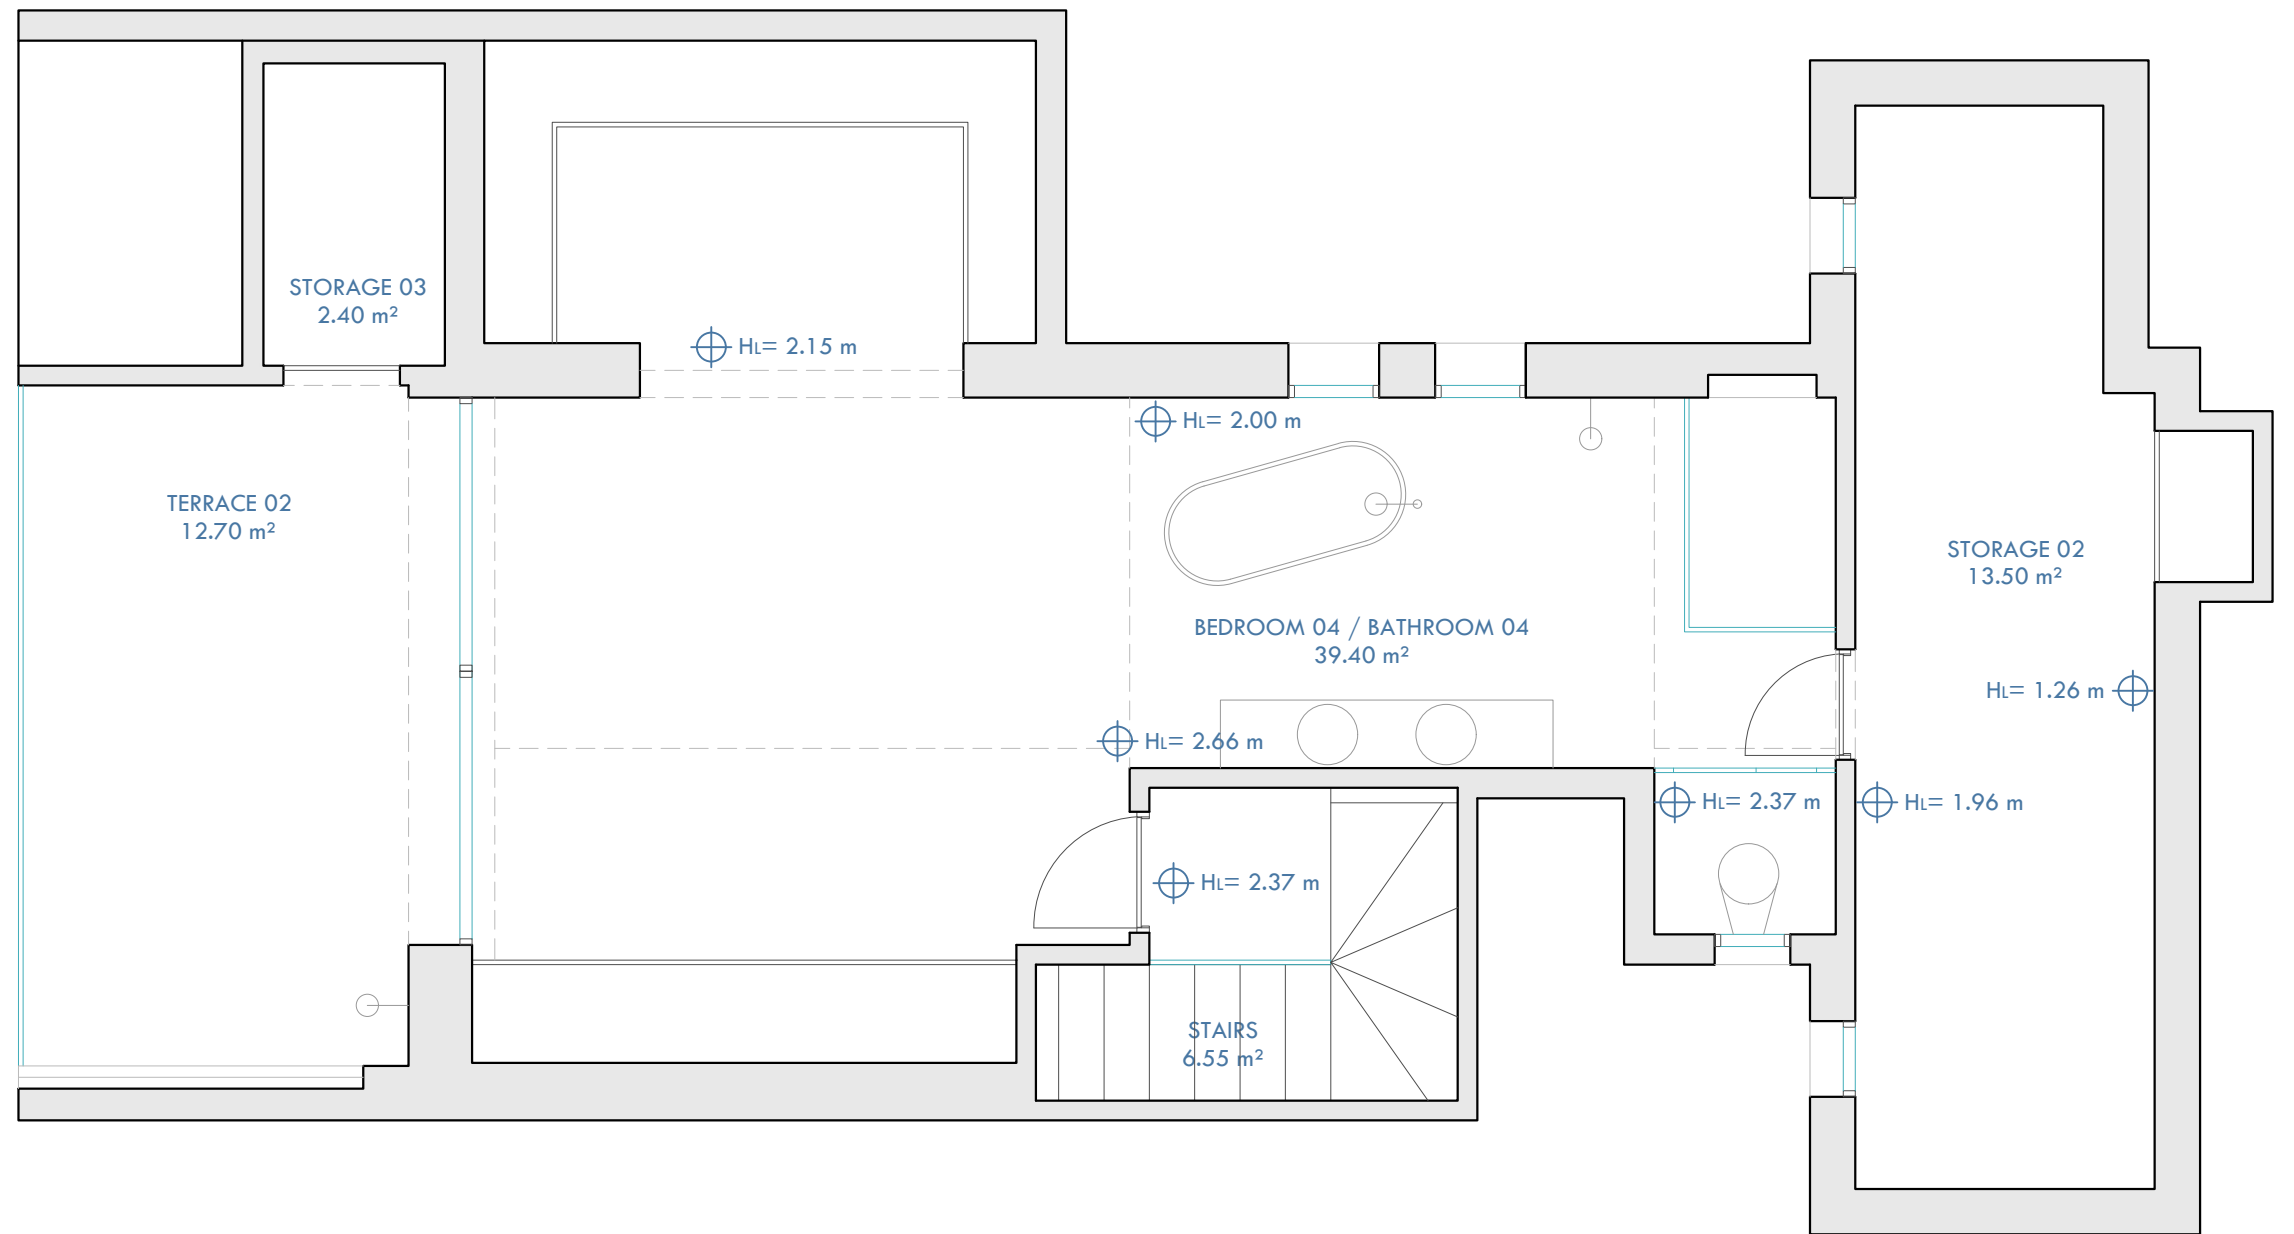 STORAGE 03
2.40 m²
HL= 2.15 m
HL= 2.00 m
TERRACE 02
12.70 m²
STORAGE 02
13.50 m²
BEDROOM 04 / BATHROOM 04
39.40 m²
HL= 1.26 m
HL= 2.66 m
HL= 2.37 m
HL= 1.96 m
HL= 2.37 m
STAIRS
6.55 m²